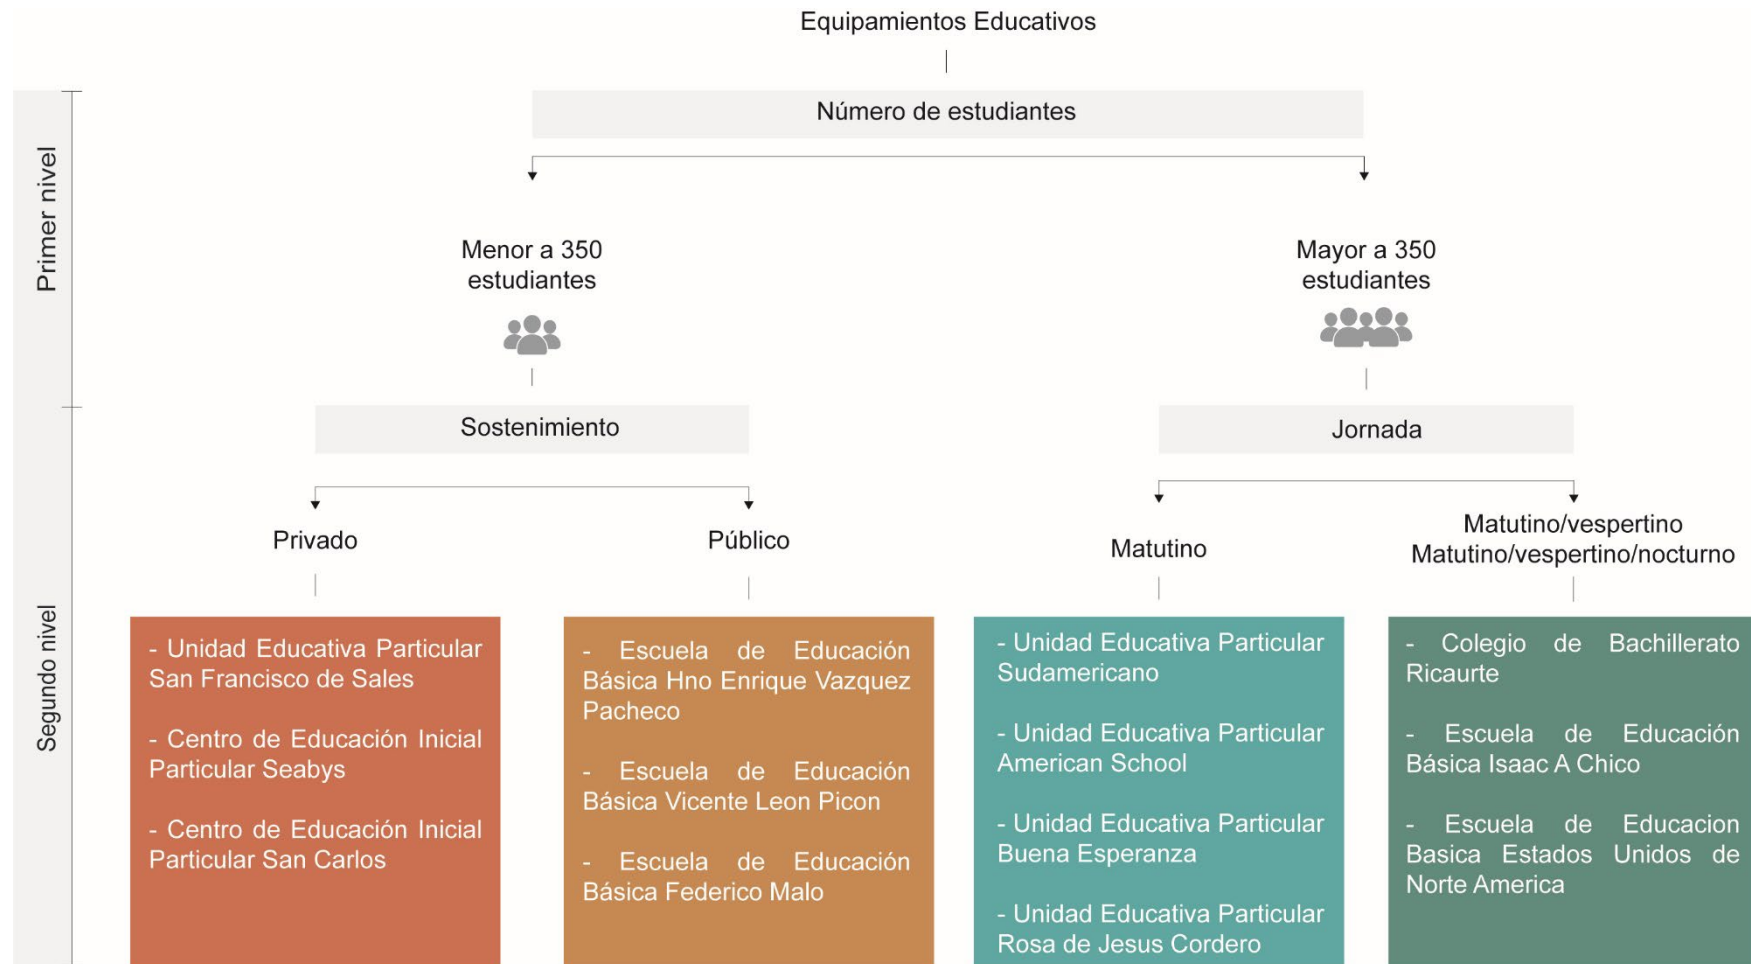 Equipamientos Educativos
Primer nivel
Número de estudiantes
Menor a 350
estudiantes
Mayor a 350
estudiantes
Segundo nivel
Sostenimiento
Jornada
Privado
Público
Matutino
Matutino/vespertino
Matutino/vespertino/nocturno
- Unidad Educativa Particular
San Francisco de Sales
- Centro de Educación Inicial
Particular Seabys
- Centro de Educación Inicial
Particular San Carlos
- Escuela de Educación
Básica Hno Enrique Vazquez
Pacheco
- Escuela de Educación
Básica Vicente Leon Picon
- Escuela de Educación
Básica Federico Malo
- Unidad Educativa Particular
Sudamericano
- Unidad Educativa Particular
American School
- Unidad Educativa Particular
Buena Esperanza
- Unidad Educativa Particular
Rosa de Jesus Cordero
- Colegio de Bachillerato
Ricaurte
- Escuela de Educación
Básica Isaac A Chico
- Escuela de Educacion
Basica Estados Unidos de
Norte America